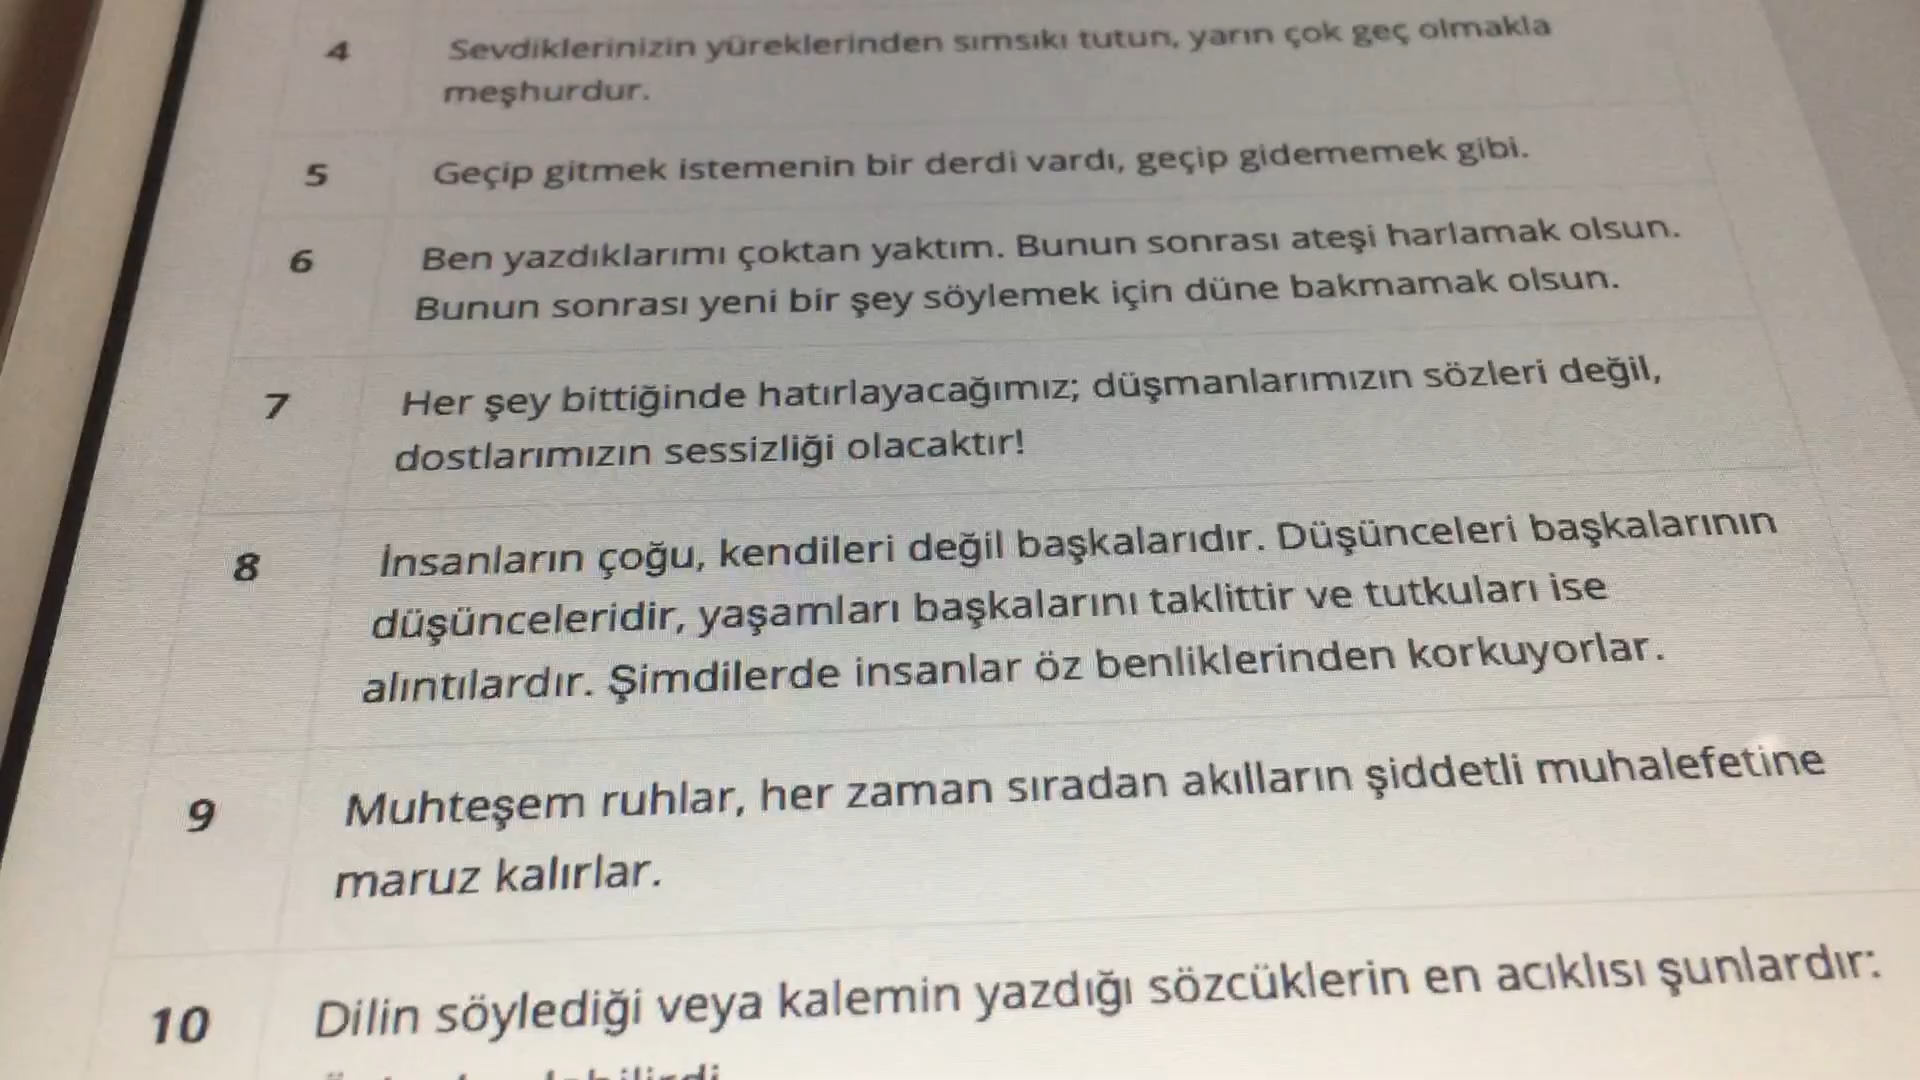 4 Sevdiklerinizin yüreklerinden sımsıkı tutun, yarın çok geç olmakla
meşhurdur.
5 Geçip gitmek istemenin bir derdi vardı, geçip gidememek gibi.
6 Ben yazdıklarımı çoktan yaktım. Bunun sonrası ateşi harlamak olsun.
Bunun sonrası yeni bir şey söylemek için düne bakmamak olsun.
7 Her şey bittiğinde hatırlayacağımız; düşmanlarımızın sözleri değil,
dostlarımızın sessizliği olacaktır!
8 İnsanların çoğu, kendileri değil başkalarıdır. Düşünceleri başkalarının
düşünceleridir, yaşamları başkalarını taklittir ve tutkuları ise
alıntılardır. Şimdilerde insanlar öz benliklerinden korkuyorlar.
9 Muhteşem ruhlar, her zaman sıradan akılların şiddetli muhalefetine
maruz kalırlar.
10 Dilin söylediği veya kalemin yazdığı sözcüklerin en acıklısı şunlardır: